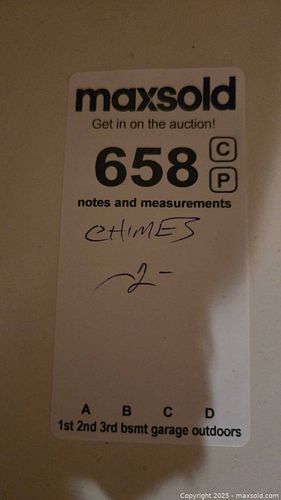 maxsold
Get in on the auction!
658 C
P
notes and measurements
CHIMES
-2-
A B C D
1st 2nd 3rd bsmt garage outdoors
Copyright 2025 - maxsold.com